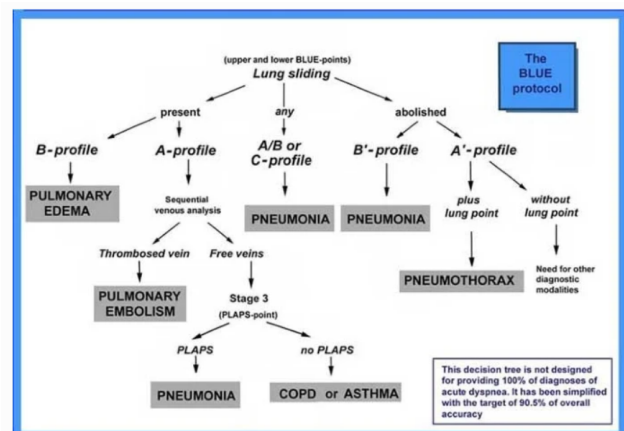 The
BLUE
protocol
(upper and lower BLUE-points)
Lung sliding
present
any
abolished
B-profile
A-profile
A/B or
C-profile
B'-profile
A'-profile
PULMONARY
EDEMA
Sequential
venous analysis
PNEUMONIA
PNEUMONIA
plus
lung point
without
lung point
Thrombosed vein
Free veins
PNEUMOTHORAX
Need for other
diagnostic
modalities
PULMONARY
EMBOLISM
Stage 3
(PLAPS-point)
PLAPS
no PLAPS
PNEUMONIA
COPD or ASTHMA
This decision tree is not designed
for providing 100% of diagnoses of
acute dyspnea. It has been simplified
with the target of 90.5% of overall
accuracy